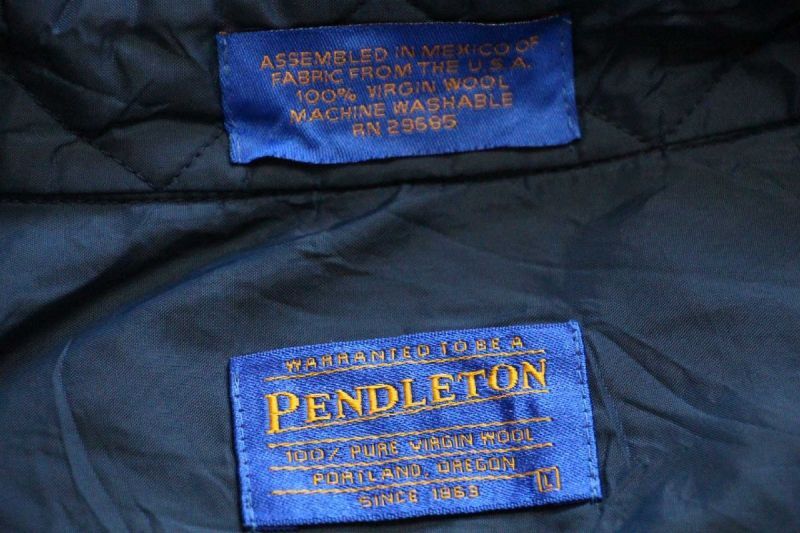 ASSEMBLED IN MEXICO OF
FABRIC FROM THE U.S.A.
100% VIRGIN WOOL
MACHINE WASHABLE
RN 29685
WARRANTED TO BE A
PENDLETON
100% PURE VIRGIN WOOL
PORTLAND, OREGON
SINCE 1863 L